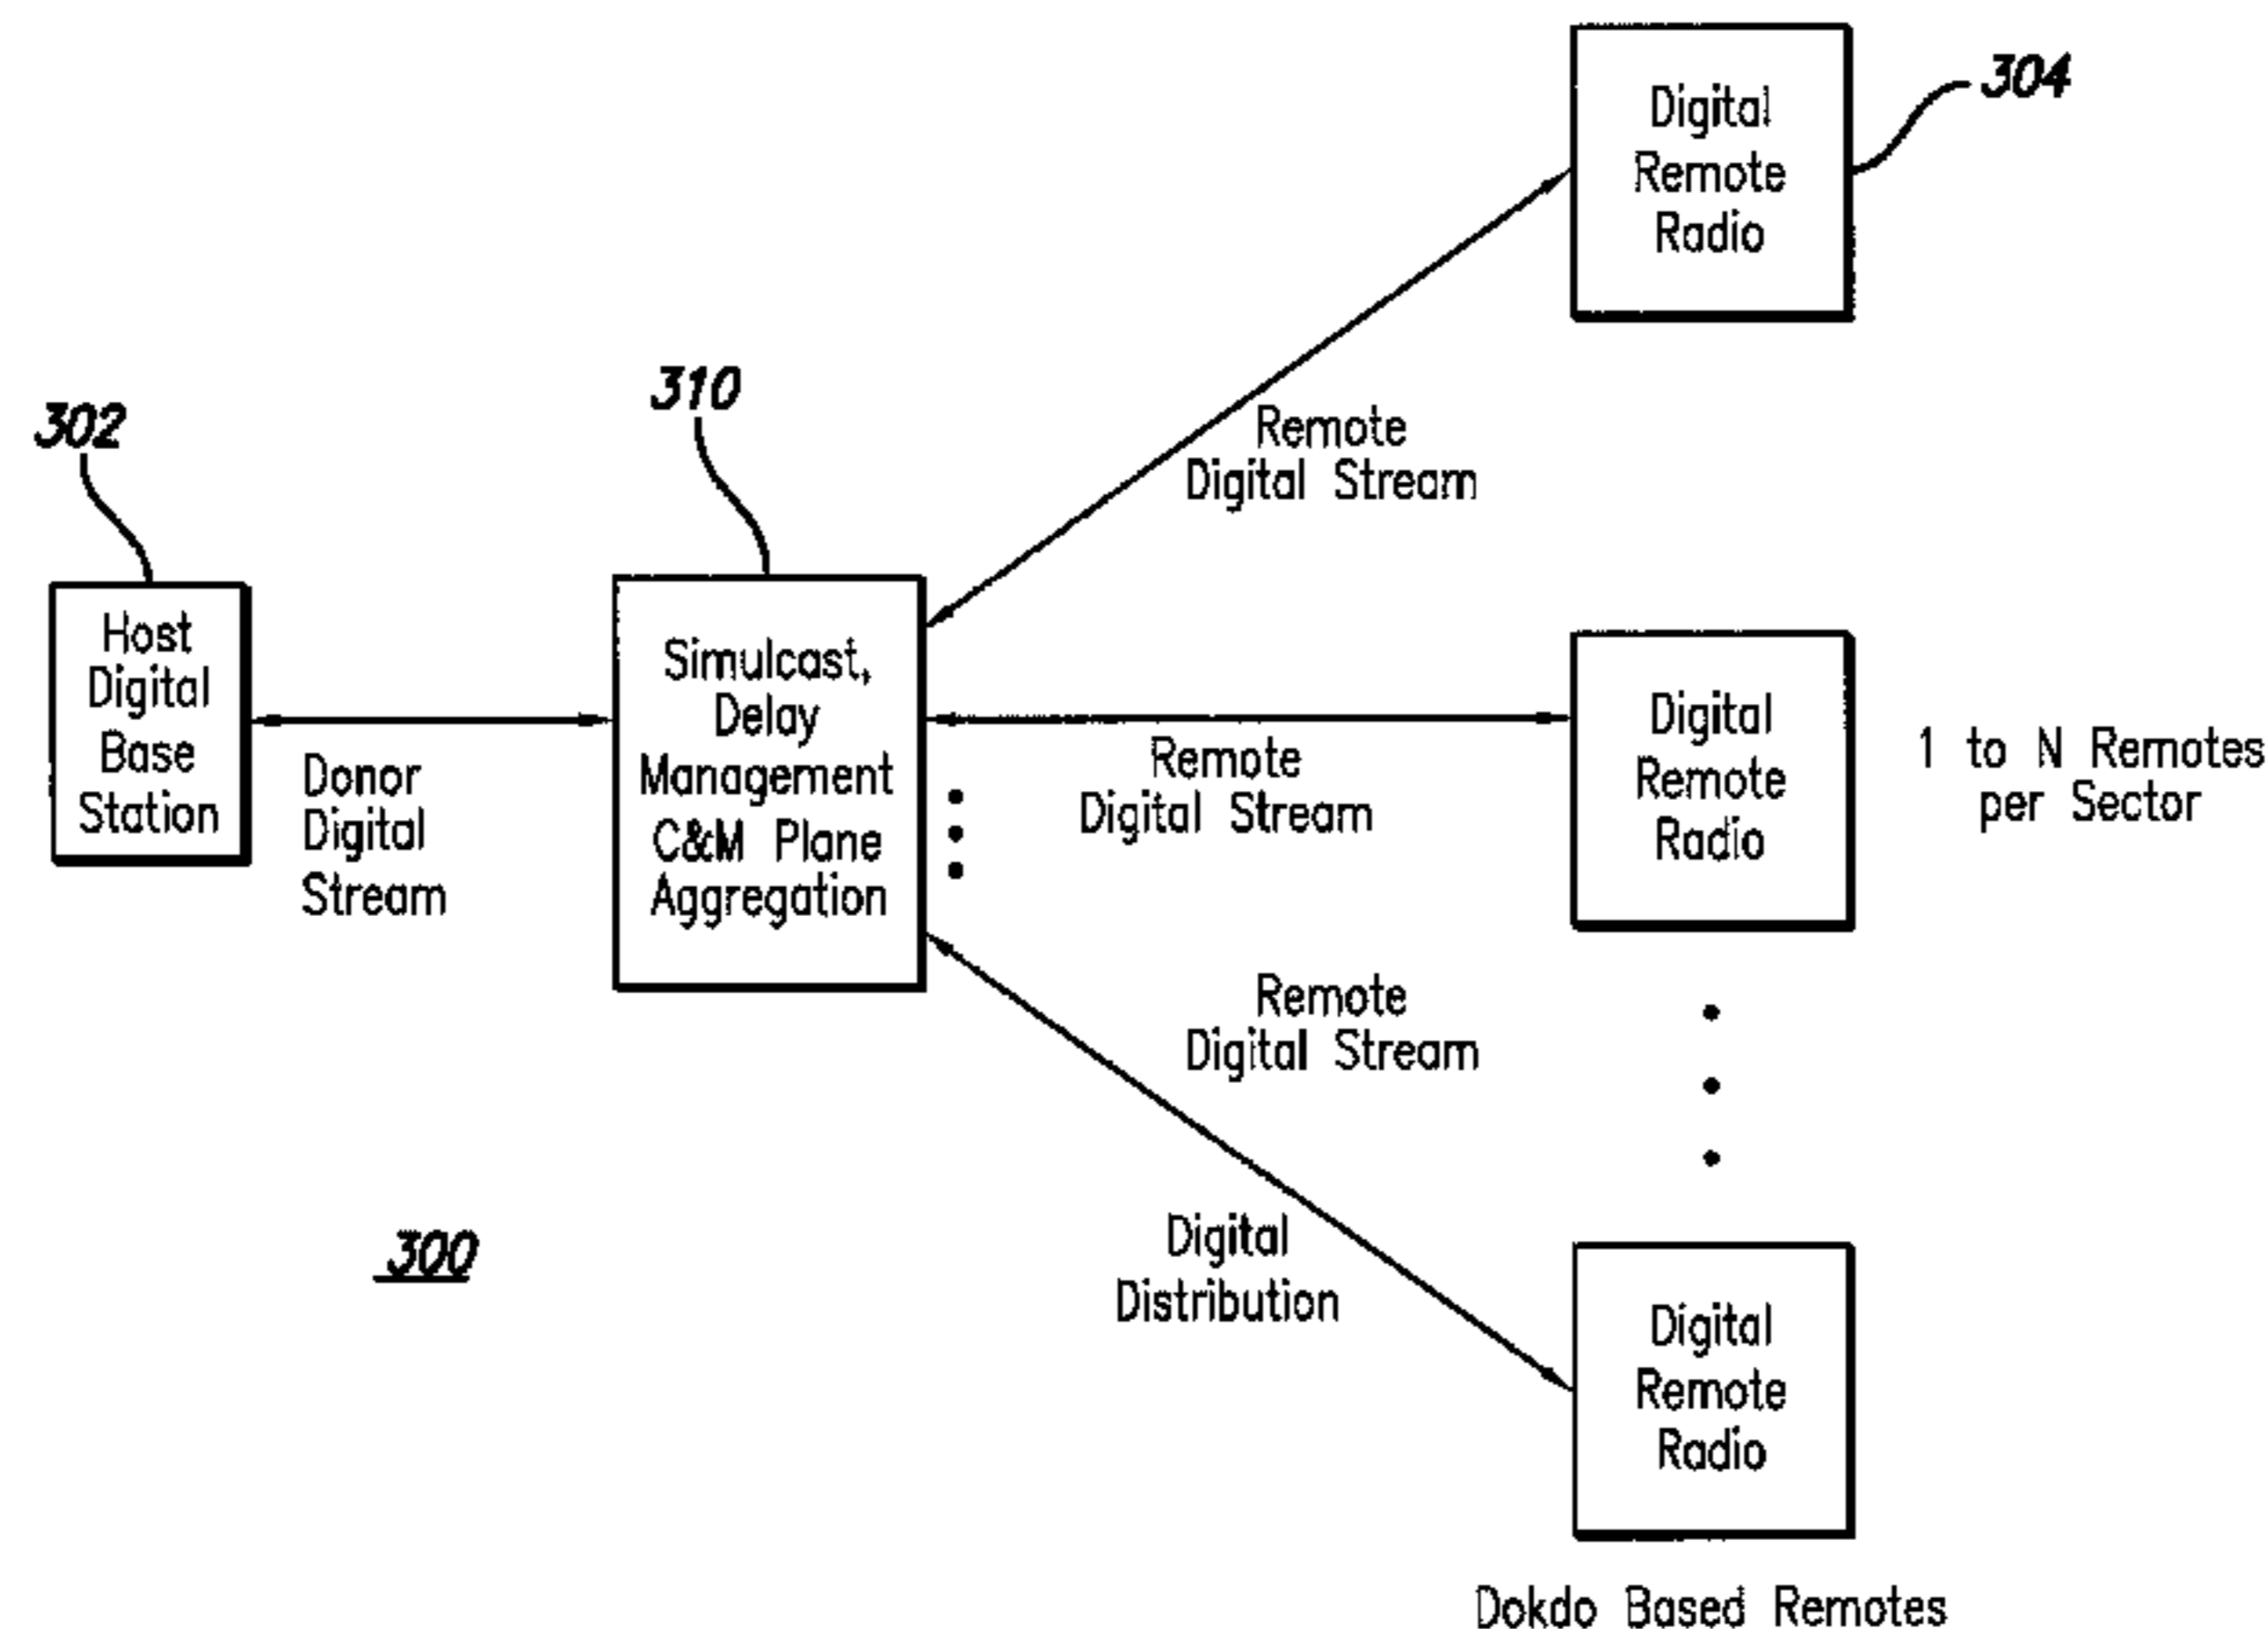 302
Host
Digital
Base
Station
Donor
Digital
Stream
310
Simulcast,
Delay
Management
C&M Plane
Aggregation
Remote
Digital Stream
Remote
Digital Stream
Remote
Digital Stream
Digital
Distribution
Digital
Remote
Radio
304
Digital
Remote
Radio
1 to N Remotes
per Sector
Digital
Remote
Radio
Dokdo Based Remotes
300